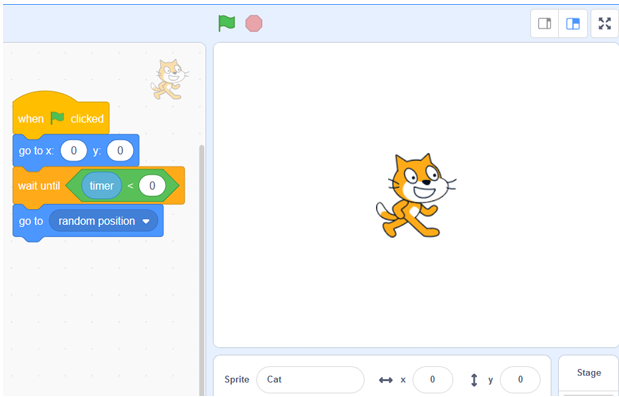 when clicked
go to x: 0 y: 0
wait until timer < 0
go to random position
Sprite Cat x 0 y 0
Stage